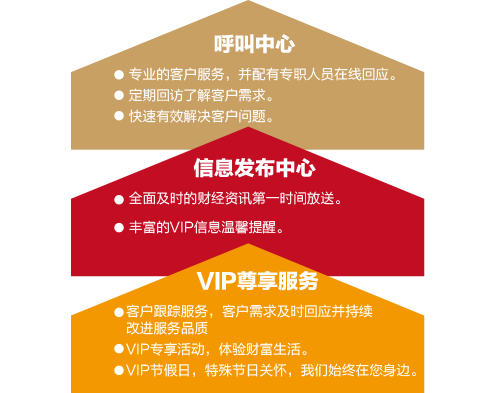 呼叫中心
● 专业的客户服务，并配有专职人员在线回应。
● 定期回访了解客户需求。
● 快速有效解决客户问题。
信息发布中心
● 全面及时的财经资讯第一时间放送。
● 丰富的VIP信息温馨提醒。
VIP尊享服务
●客户跟踪服务，客户需求及时回应并持续
改进服务品质
●VIP专享活动，体验财富生活。
●VIP节假日，特殊节日关怀，我们始终在您身边。